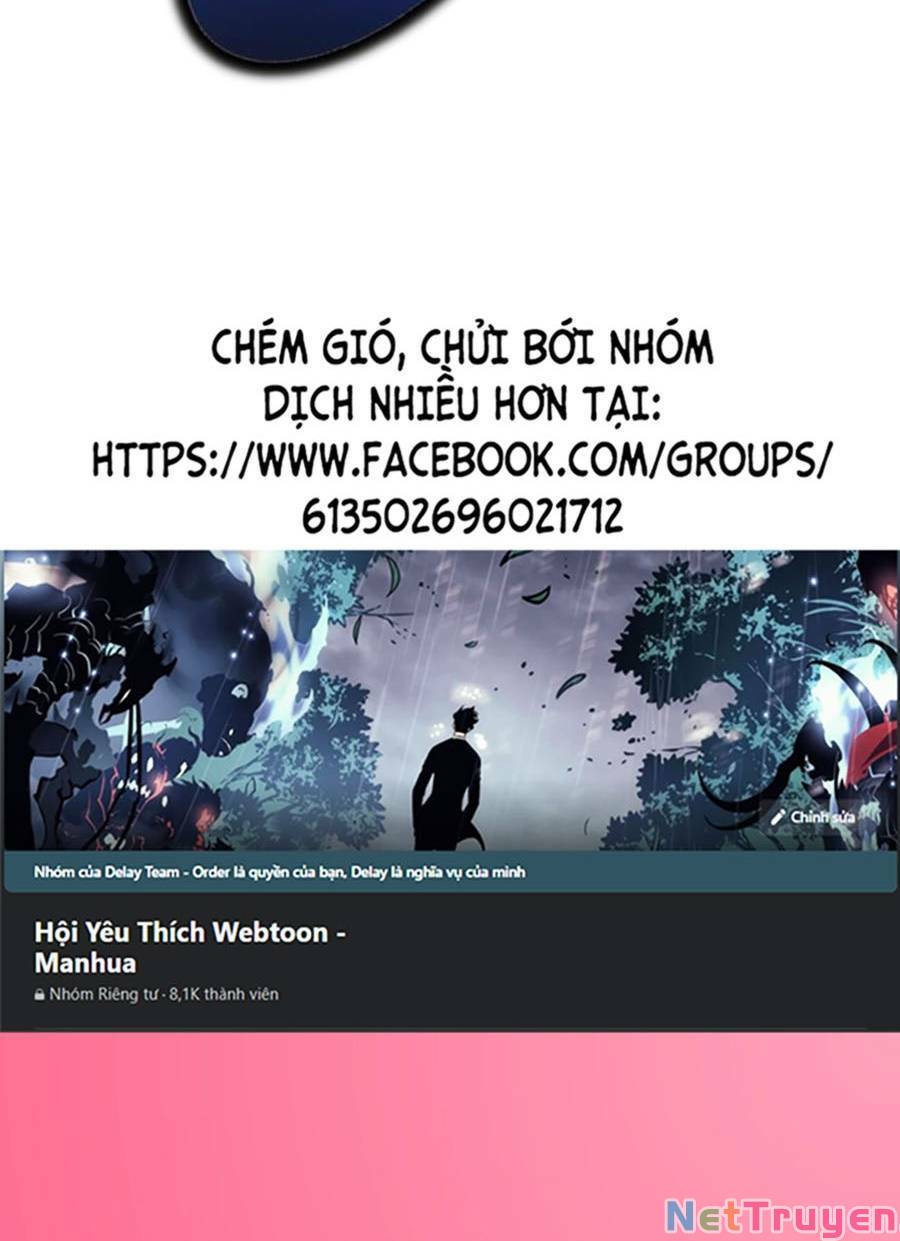 CHÉM GIÓ, CHỬI BỚI NHÓM
DỊCH NHIỀU HƠN TẠI:
HTTPS://WWW.FACEBOOK.COM/GROUPS/
613502696021712
Chỉnh sửa
Nhóm của Delay Team - Order là quyền của bạn, Delay là nghĩa vụ của mình
Hội Yêu Thích Webtoon -
Manhua
Nhóm Riêng tư · 8,1K thành viên
NetTruyen